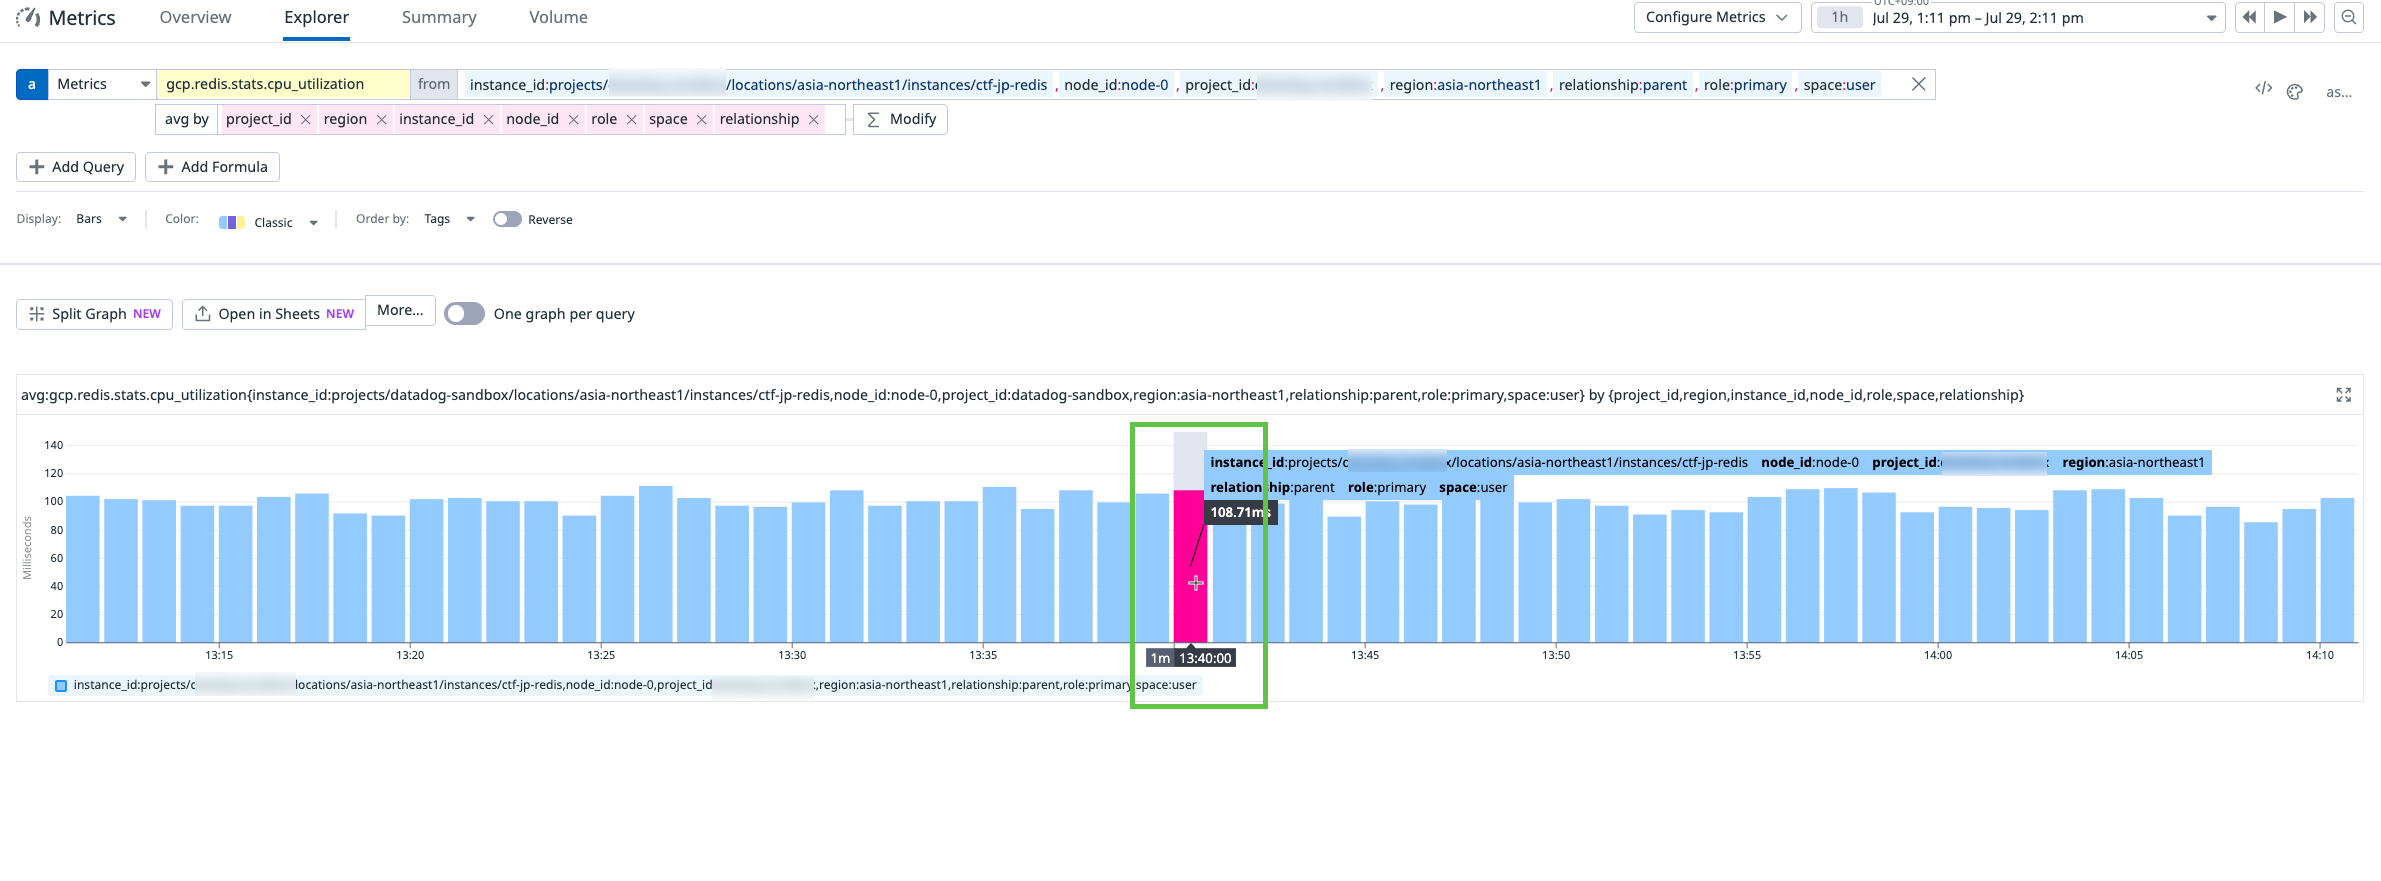 Metrics Overview Explorer Summary Volume Configure Metrics 1h UTC+09:00 Jul 29, 1:11 pm – Jul 29, 2:11 pm
a Metrics gcp.redis.stats.cpu_utilization from instance_id:projects/ /locations/asia-northeast1/instances/ctf-jp-redis , node_id:node-0 , project_id: , region:asia-northeast1 , relationship:parent , role:primary , space:user as...
avg by project_id region instance_id node_id role space relationship Modify
Add Query Add Formula
Display: Bars Color: Classic Order by: Tags Reverse
Split Graph NEW Open in Sheets NEW More... One graph per query
avg:gcp.redis.stats.cpu_utilization{instance_id:projects/datadog-sandbox/locations/asia-northeast1/instances/ctf-jp-redis,node_id:node-0,project_id:datadog-sandbox,region:asia-northeast1,relationship:parent,role:primary,space:user} by {project_id,region,instance_id,node_id,role,space,relationship}
Milliseconds
140
120
100
80
60
40
20
0
instance_id:projects/ /locations/asia-northeast1/instances/ctf-jp-redis node_id:node-0 project_id: region:asia-northeast1
relationship:parent role:primary space:user
108.71ms
13:15 13:20 13:25 13:30 13:35 1m 13:40:00 13:45 13:50 13:55 14:00 14:05 14:10
instance_id:projects/ locations/asia-northeast1/instances/ctf-jp-redis,node_id:node-0,project_id ,region:asia-northeast1,relationship:parent,role:primary space:user